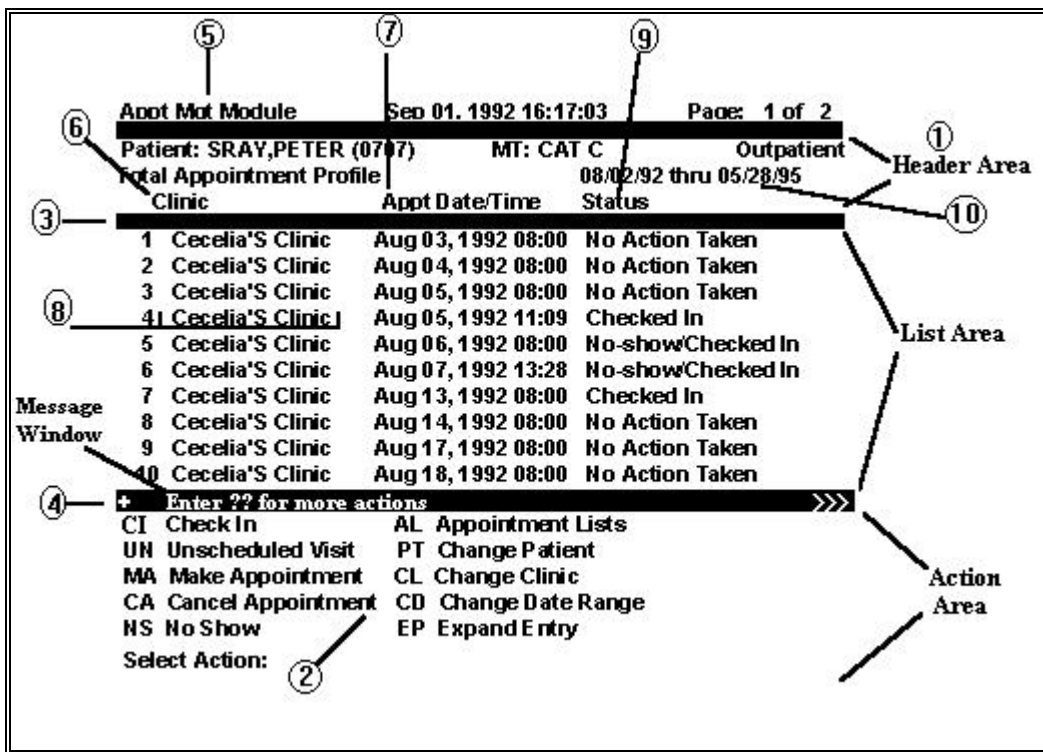 ⑤ ⑦ ⑨
Appt Mgt Module Sep 01, 1992 16:17:03 Page: 1 of 2
⑥ ①
Patient: SRAY,PETER (0707) MT: CAT C Outpatient
Header Area
Total Appointment Profile 08/02/92 thru 05/28/95
Clinic Appt Date/Time Status
③ ⑩
1 Cecelia'S Clinic Aug 03, 1992 08:00 No Action Taken
2 Cecelia'S Clinic Aug 04, 1992 08:00 No Action Taken
3 Cecelia'S Clinic Aug 05, 1992 08:00 No Action Taken
⑧
4 Cecelia'S Clinic Aug 05, 1992 11:09 Checked In
List Area
5 Cecelia'S Clinic Aug 06, 1992 08:00 No-show/Checked In
6 Cecelia'S Clinic Aug 07, 1992 13:28 No-show/Checked In
7 Cecelia'S Clinic Aug 13, 1992 08:00 Checked In
Message
Window
8 Cecelia'S Clinic Aug 14, 1992 08:00 No Action Taken
9 Cecelia'S Clinic Aug 17, 1992 08:00 No Action Taken
10 Cecelia'S Clinic Aug 18, 1992 08:00 No Action Taken
④
+ Enter ?? for more actions >>>
CI Check In AL Appointment Lists
UN Unscheduled Visit PT Change Patient
MA Make Appointment CL Change Clinic
CA Cancel Appointment CD Change Date Range
NS No Show EP Expand Entry
Action
Area
Select Action:
②